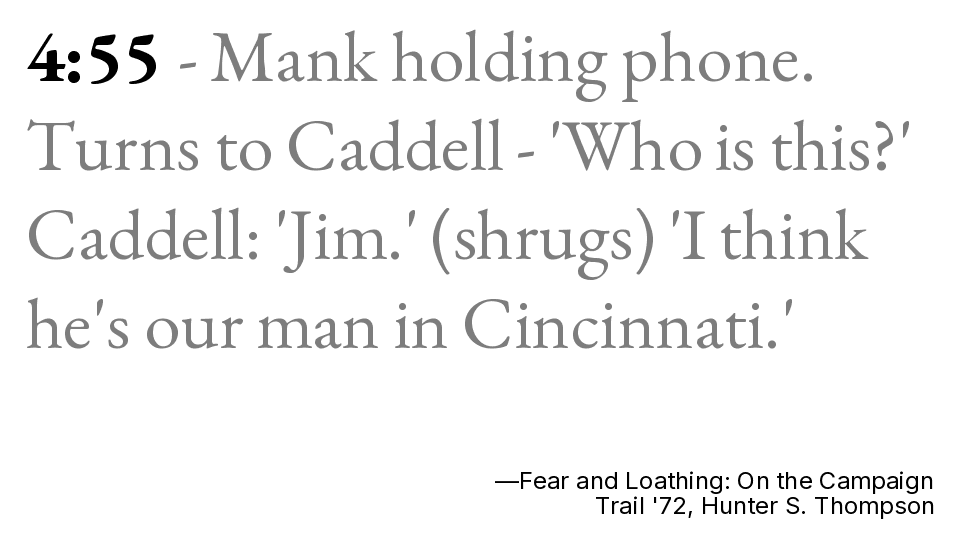 4:55 - Mank holding phone.
Turns to Caddell - 'Who is this?'
Caddell: 'Jim.' (shrugs) 'I think
he's our man in Cincinnati.'
—Fear and Loathing: On the Campaign
Trail '72, Hunter S. Thompson